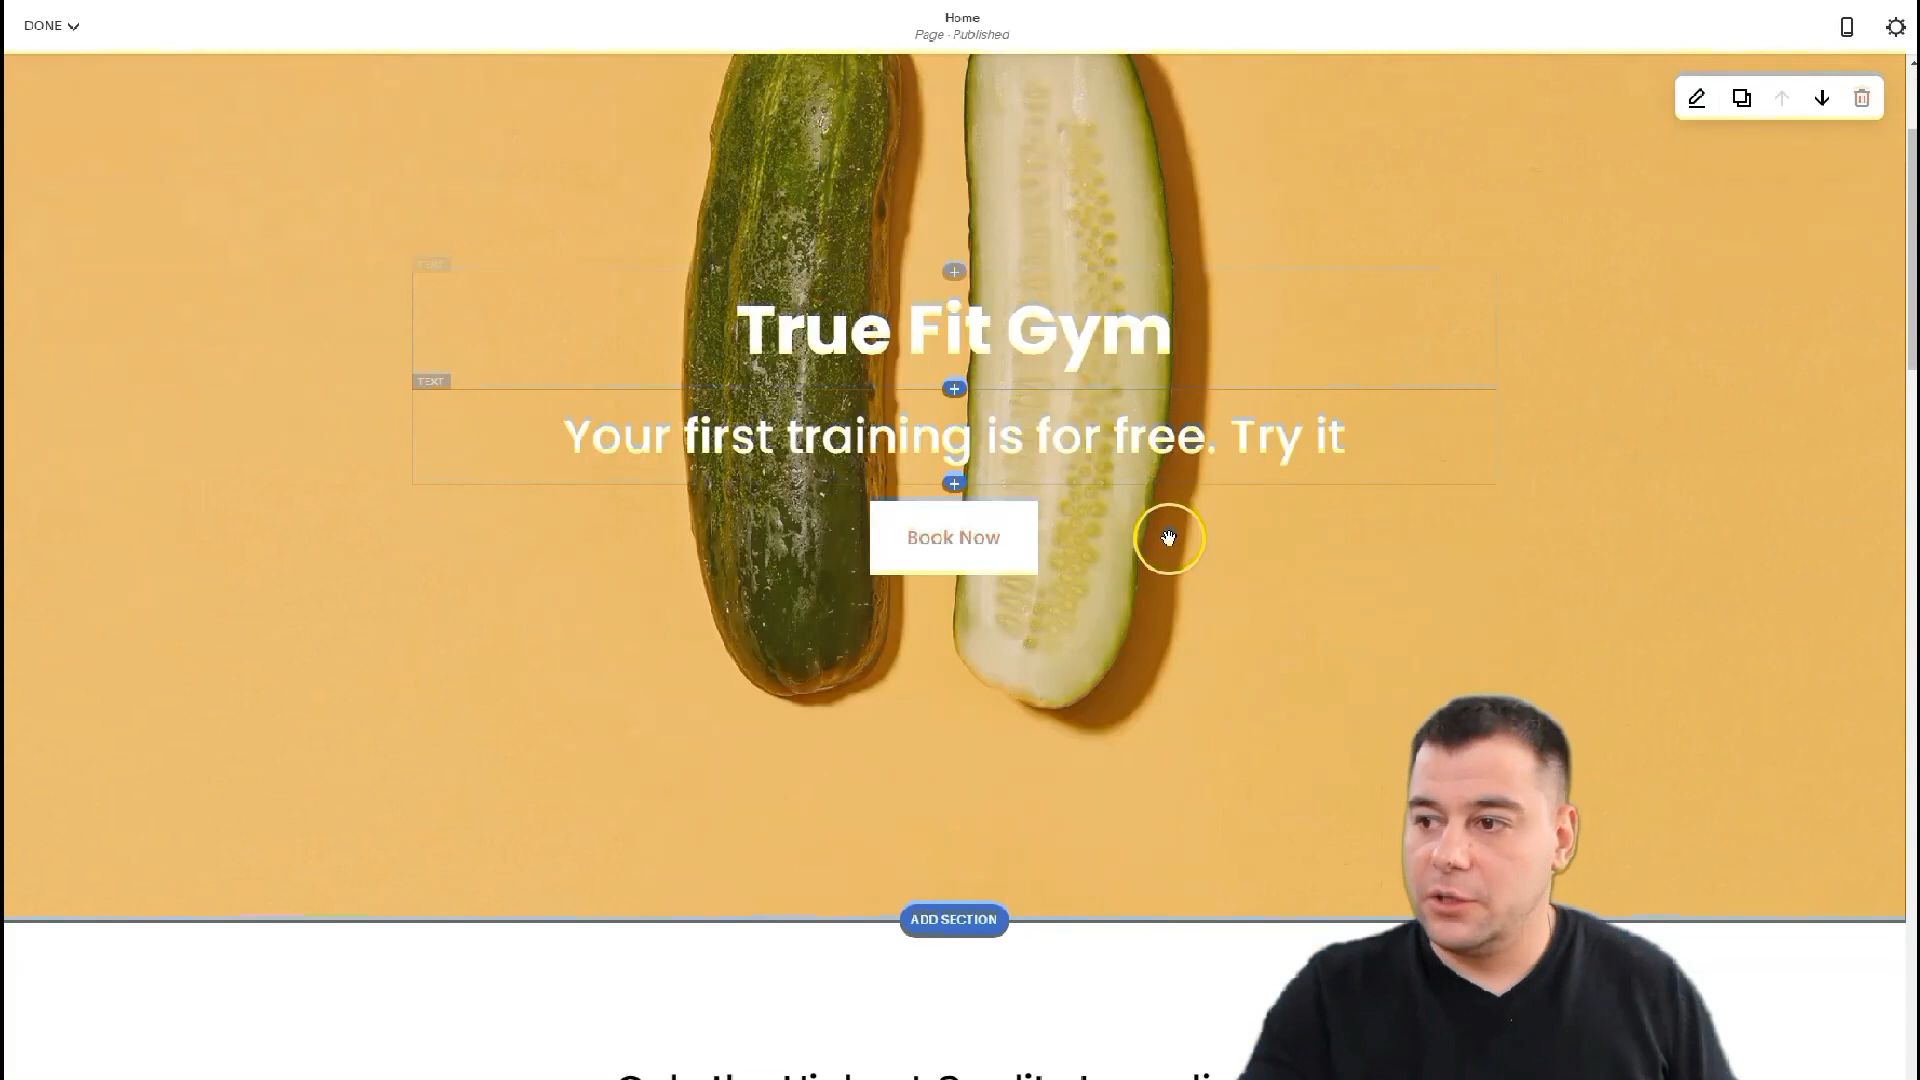 DONE
Home
Page · Published
TEXT
True Fit Gym
TEXT
Your first training is for free. Try it
Book Now
ADD SECTION